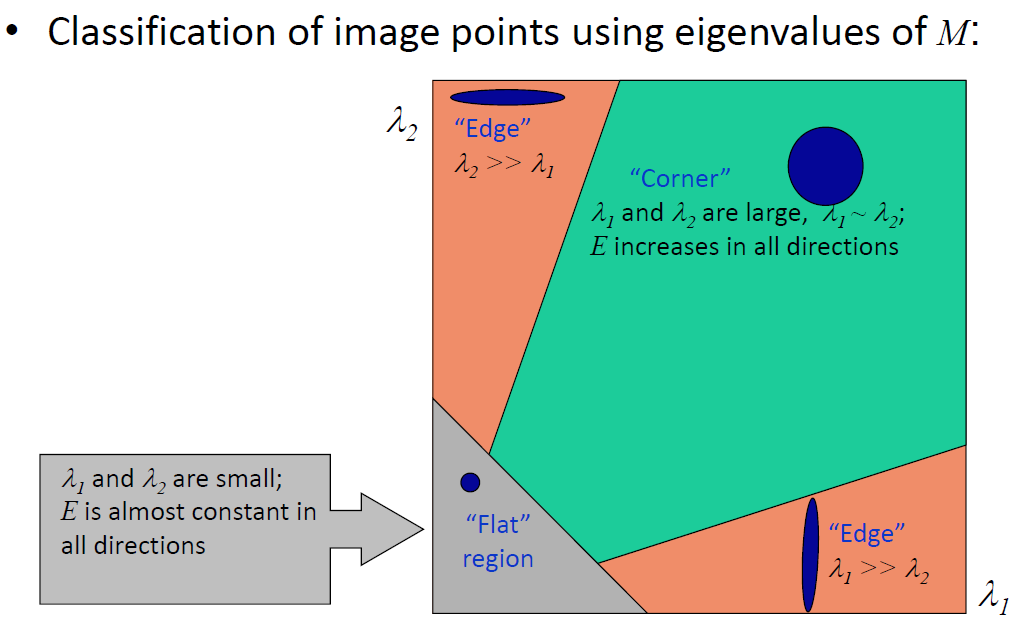 • Classification of image points using eigenvalues of M:
λ2
“Edge”
λ2 >> λ1
“Corner”
λ1 and λ2 are large, λ1 ~ λ2;
E increases in all directions
λ1 and λ2 are small;
E is almost constant in
all directions
“Flat”
region
“Edge”
λ1 >> λ2
λ1